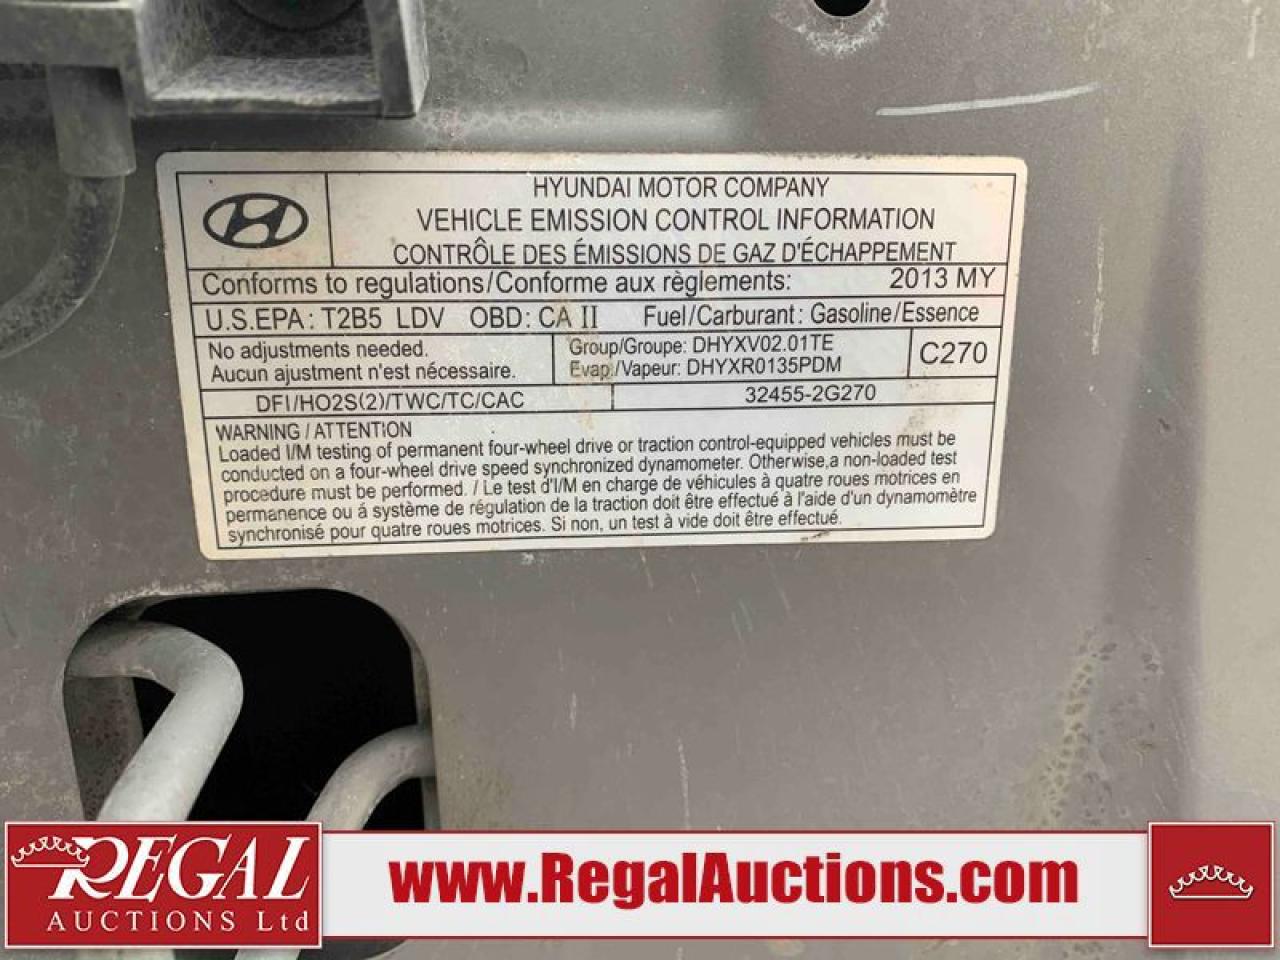 HYUNDAI MOTOR COMPANY
VEHICLE EMISSION CONTROL INFORMATION
CONTRÔLE DES ÉMISSIONS DE GAZ D'ÉCHAPPEMENT
Conforms to regulations/Conforme aux règlements: 2013 MY
U.S.EPA: T2B5 LDV OBD: CA II Fuel/Carburant: Gasoline/Essence
No adjustments needed.
Aucun ajustment n'est nécessaire.
Group/Groupe: DHYXV02.01TE
Evap./Vapeur: DHYXR0135PDM
C270
DFI/HO2S(2)/TWC/TC/CAC
32455-2G270
WARNING / ATTENTION
Loaded I/M testing of permanent four-wheel drive or traction control-equipped vehicles must be
conducted on a four-wheel drive speed synchronized dynamometer. Otherwise,a non-loaded test
procedure must be performed. / Le test d'I/M en charge de véhicules à quatre roues motrices en
permanence ou á système de régulation de la traction doit être effectué à l'aide d'un dynamomètre
synchronisé pour quatre roues motrices. Si non, un test à vide doit être effectué.
REGAL
AUCTIONS Ltd
www.RegalAuctions.com